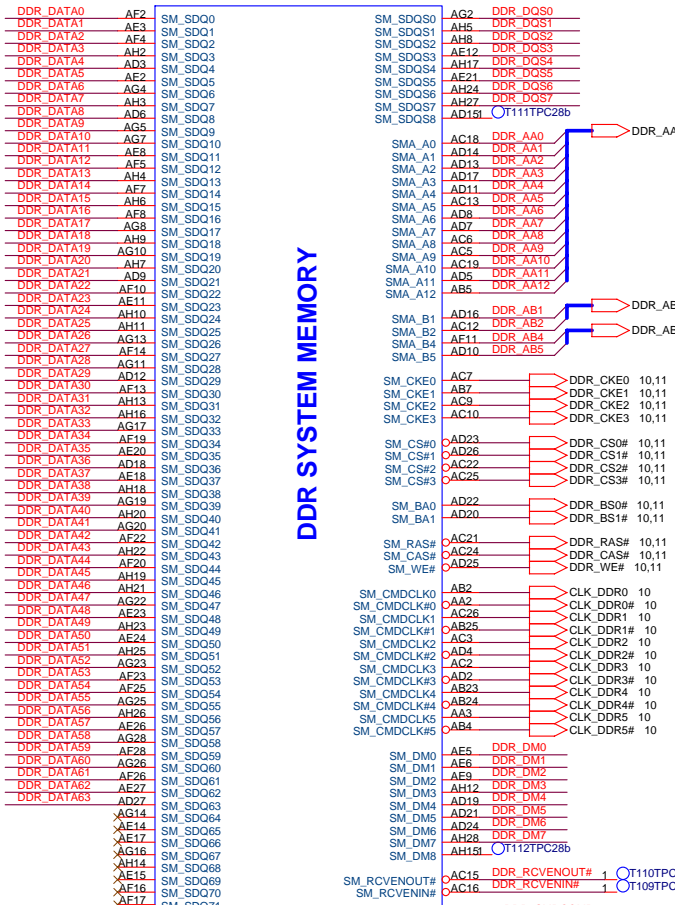 DDR_DATA0 AF2 SM_SDQ0
DDR_DATA1 AE3 SM_SDQ1
DDR_DATA2 AF4 SM_SDQ2
DDR_DATA3 AH2 SM_SDQ3
DDR_DATA4 AD3 SM_SDQ4
DDR_DATA5 AE2 SM_SDQ5
DDR_DATA6 AG4 SM_SDQ6
DDR_DATA7 AH3 SM_SDQ7
DDR_DATA8 AD6 SM_SDQ8
DDR_DATA9 AG5 SM_SDQ9
DDR_DATA10 AG7 SM_SDQ10
DDR_DATA11 AE8 SM_SDQ11
DDR_DATA12 AF5 SM_SDQ12
DDR_DATA13 AH4 SM_SDQ13
DDR_DATA14 AF7 SM_SDQ14
DDR_DATA15 AH6 SM_SDQ15
DDR_DATA16 AF8 SM_SDQ16
DDR_DATA17 AG8 SM_SDQ17
DDR_DATA18 AH9 SM_SDQ18
DDR_DATA19 AG10 SM_SDQ19
DDR_DATA20 AH7 SM_SDQ20
DDR_DATA21 AD9 SM_SDQ21
DDR_DATA22 AF10 SM_SDQ22
DDR_DATA23 AE11 SM_SDQ23
DDR_DATA24 AH10 SM_SDQ24
DDR_DATA25 AH11 SM_SDQ25
DDR_DATA26 AG13 SM_SDQ26
DDR_DATA27 AF14 SM_SDQ27
DDR_DATA28 AG11 SM_SDQ28
DDR_DATA29 AD12 SM_SDQ29
DDR_DATA30 AF13 SM_SDQ30
DDR_DATA31 AH13 SM_SDQ31
DDR_DATA32 AH16 SM_SDQ32
DDR_DATA33 AG17 SM_SDQ33
DDR_DATA34 AF19 SM_SDQ34
DDR_DATA35 AE20 SM_SDQ35
DDR_DATA36 AD18 SM_SDQ36
DDR_DATA37 AE18 SM_SDQ37
DDR_DATA38 AH18 SM_SDQ38
DDR_DATA39 AG19 SM_SDQ39
DDR_DATA40 AH20 SM_SDQ40
DDR_DATA41 AG20 SM_SDQ41
DDR_DATA42 AF22 SM_SDQ42
DDR_DATA43 AH22 SM_SDQ43
DDR_DATA44 AF20 SM_SDQ44
DDR_DATA45 AH19 SM_SDQ45
DDR_DATA46 AH21 SM_SDQ46
DDR_DATA47 AG22 SM_SDQ47
DDR_DATA48 AE23 SM_SDQ48
DDR_DATA49 AH23 SM_SDQ49
DDR_DATA50 AE24 SM_SDQ50
DDR_DATA51 AH25 SM_SDQ51
DDR_DATA52 AG23 SM_SDQ52
DDR_DATA53 AF23 SM_SDQ53
DDR_DATA54 AF25 SM_SDQ54
DDR_DATA55 AG25 SM_SDQ55
DDR_DATA56 AH26 SM_SDQ56
DDR_DATA57 AE26 SM_SDQ57
DDR_DATA58 AG28 SM_SDQ58
DDR_DATA59 AF28 SM_SDQ59
DDR_DATA60 AG26 SM_SDQ60
DDR_DATA61 AF26 SM_SDQ61
DDR_DATA62 AE27 SM_SDQ62
DDR_DATA63 AD27 SM_SDQ63
AG14 SM_SDQ64
AE14 SM_SDQ65
AE17 SM_SDQ66
AG16 SM_SDQ67
AH14 SM_SDQ68
AE15 SM_SDQ69
AF16 SM_SDQ70
AF17 SM_SDQ71
DDR SYSTEM MEMORY
SM_SDQS0 AG2 DDR_DQS0
SM_SDQS1 AH5 DDR_DQS1
SM_SDQS2 AH8 DDR_DQS2
SM_SDQS3 AE12 DDR_DQS3
SM_SDQS4 AH17 DDR_DQS4
SM_SDQS5 AE21 DDR_DQS5
SM_SDQS6 AH24 DDR_DQS6
SM_SDQS7 AH27 DDR_DQS7
SM_SDQS8 AD15 1 T111TPC28b
SMA_A0 AC18 DDR_AA0 DDR_AA
SMA_A1 AD14 DDR_AA1
SMA_A2 AD13 DDR_AA2
SMA_A3 AD17 DDR_AA3
SMA_A4 AD11 DDR_AA4
SMA_A5 AC13 DDR_AA5
SMA_A6 AD8 DDR_AA6
SMA_A7 AD7 DDR_AA7
SMA_A8 AC6 DDR_AA8
SMA_A9 AC5 DDR_AA9
SMA_A10 AC19 DDR_AA10
SMA_A11 AD5 DDR_AA11
SMA_A12 AB5 DDR_AA12
SMA_B1 AD16 DDR_AB1 DDR_AB
SMA_B2 AC12 DDR_AB2
SMA_B4 AF11 DDR_AB4 DDR_AB
SMA_B5 AD10 DDR_AB5
SM_CKE0 AC7 DDR_CKE0 10,11
SM_CKE1 AB7 DDR_CKE1 10,11
SM_CKE2 AC9 DDR_CKE2 10,11
SM_CKE3 AC10 DDR_CKE3 10,11
SM_CS#0 AD23 DDR_CS0# 10,11
SM_CS#1 AD26 DDR_CS1# 10,11
SM_CS#2 AC22 DDR_CS2# 10,11
SM_CS#3 AC25 DDR_CS3# 10,11
SM_BA0 AD22 DDR_BS0# 10,11
SM_BA1 AD20 DDR_BS1# 10,11
SM_RAS# AC21 DDR_RAS# 10,11
SM_CAS# AC24 DDR_CAS# 10,11
SM_WE# AD25 DDR_WE# 10,11
SM_CMDCLK0 AB2 CLK_DDR0 10
SM_CMDCLK#0 AA2 CLK_DDR0# 10
SM_CMDCLK1 AC26 CLK_DDR1 10
SM_CMDCLK#1 AB25 CLK_DDR1# 10
SM_CMDCLK2 AC3 CLK_DDR2 10
SM_CMDCLK#2 AD4 CLK_DDR2# 10
SM_CMDCLK3 AC2 CLK_DDR3 10
SM_CMDCLK#3 AD2 CLK_DDR3# 10
SM_CMDCLK4 AB23 CLK_DDR4 10
SM_CMDCLK#4 AB24 CLK_DDR4# 10
SM_CMDCLK5 AA3 CLK_DDR5 10
SM_CMDCLK#5 AB4 CLK_DDR5# 10
SM_DM0 AE5 DDR_DM0
SM_DM1 AE6 DDR_DM1
SM_DM2 AE9 DDR_DM2
SM_DM3 AH12 DDR_DM3
SM_DM4 AD19 DDR_DM4
SM_DM5 AD21 DDR_DM5
SM_DM6 AD24 DDR_DM6
SM_DM7 AH28 DDR_DM7
SM_DM8 AH15 1 T112TPC28b
SM_RCVENOUT# AC15 DDR_RCVENOUT# 1 T110TPC
SM_RCVENIN# AC16 DDR_RCVENIN# 1 T109TPC